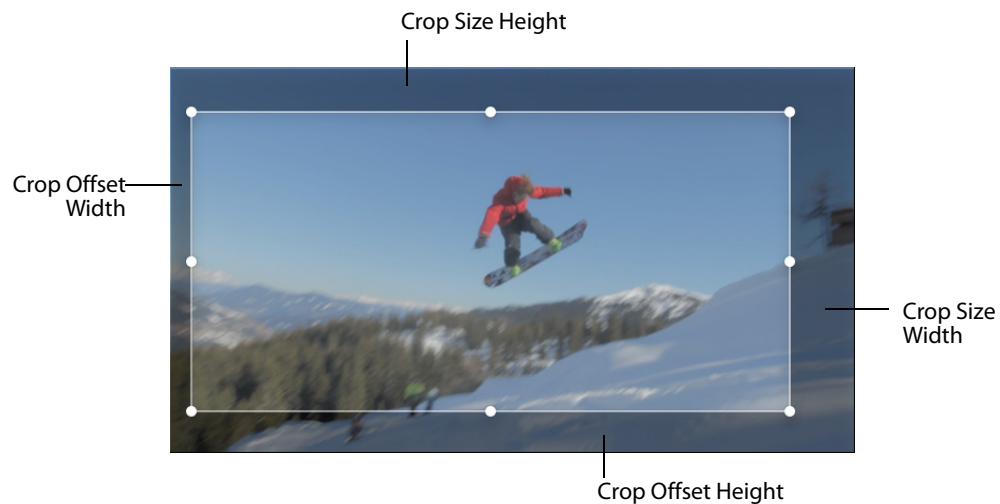 Crop Size Height
Crop Offset
Width
Crop Size
Width
Crop Offset Height